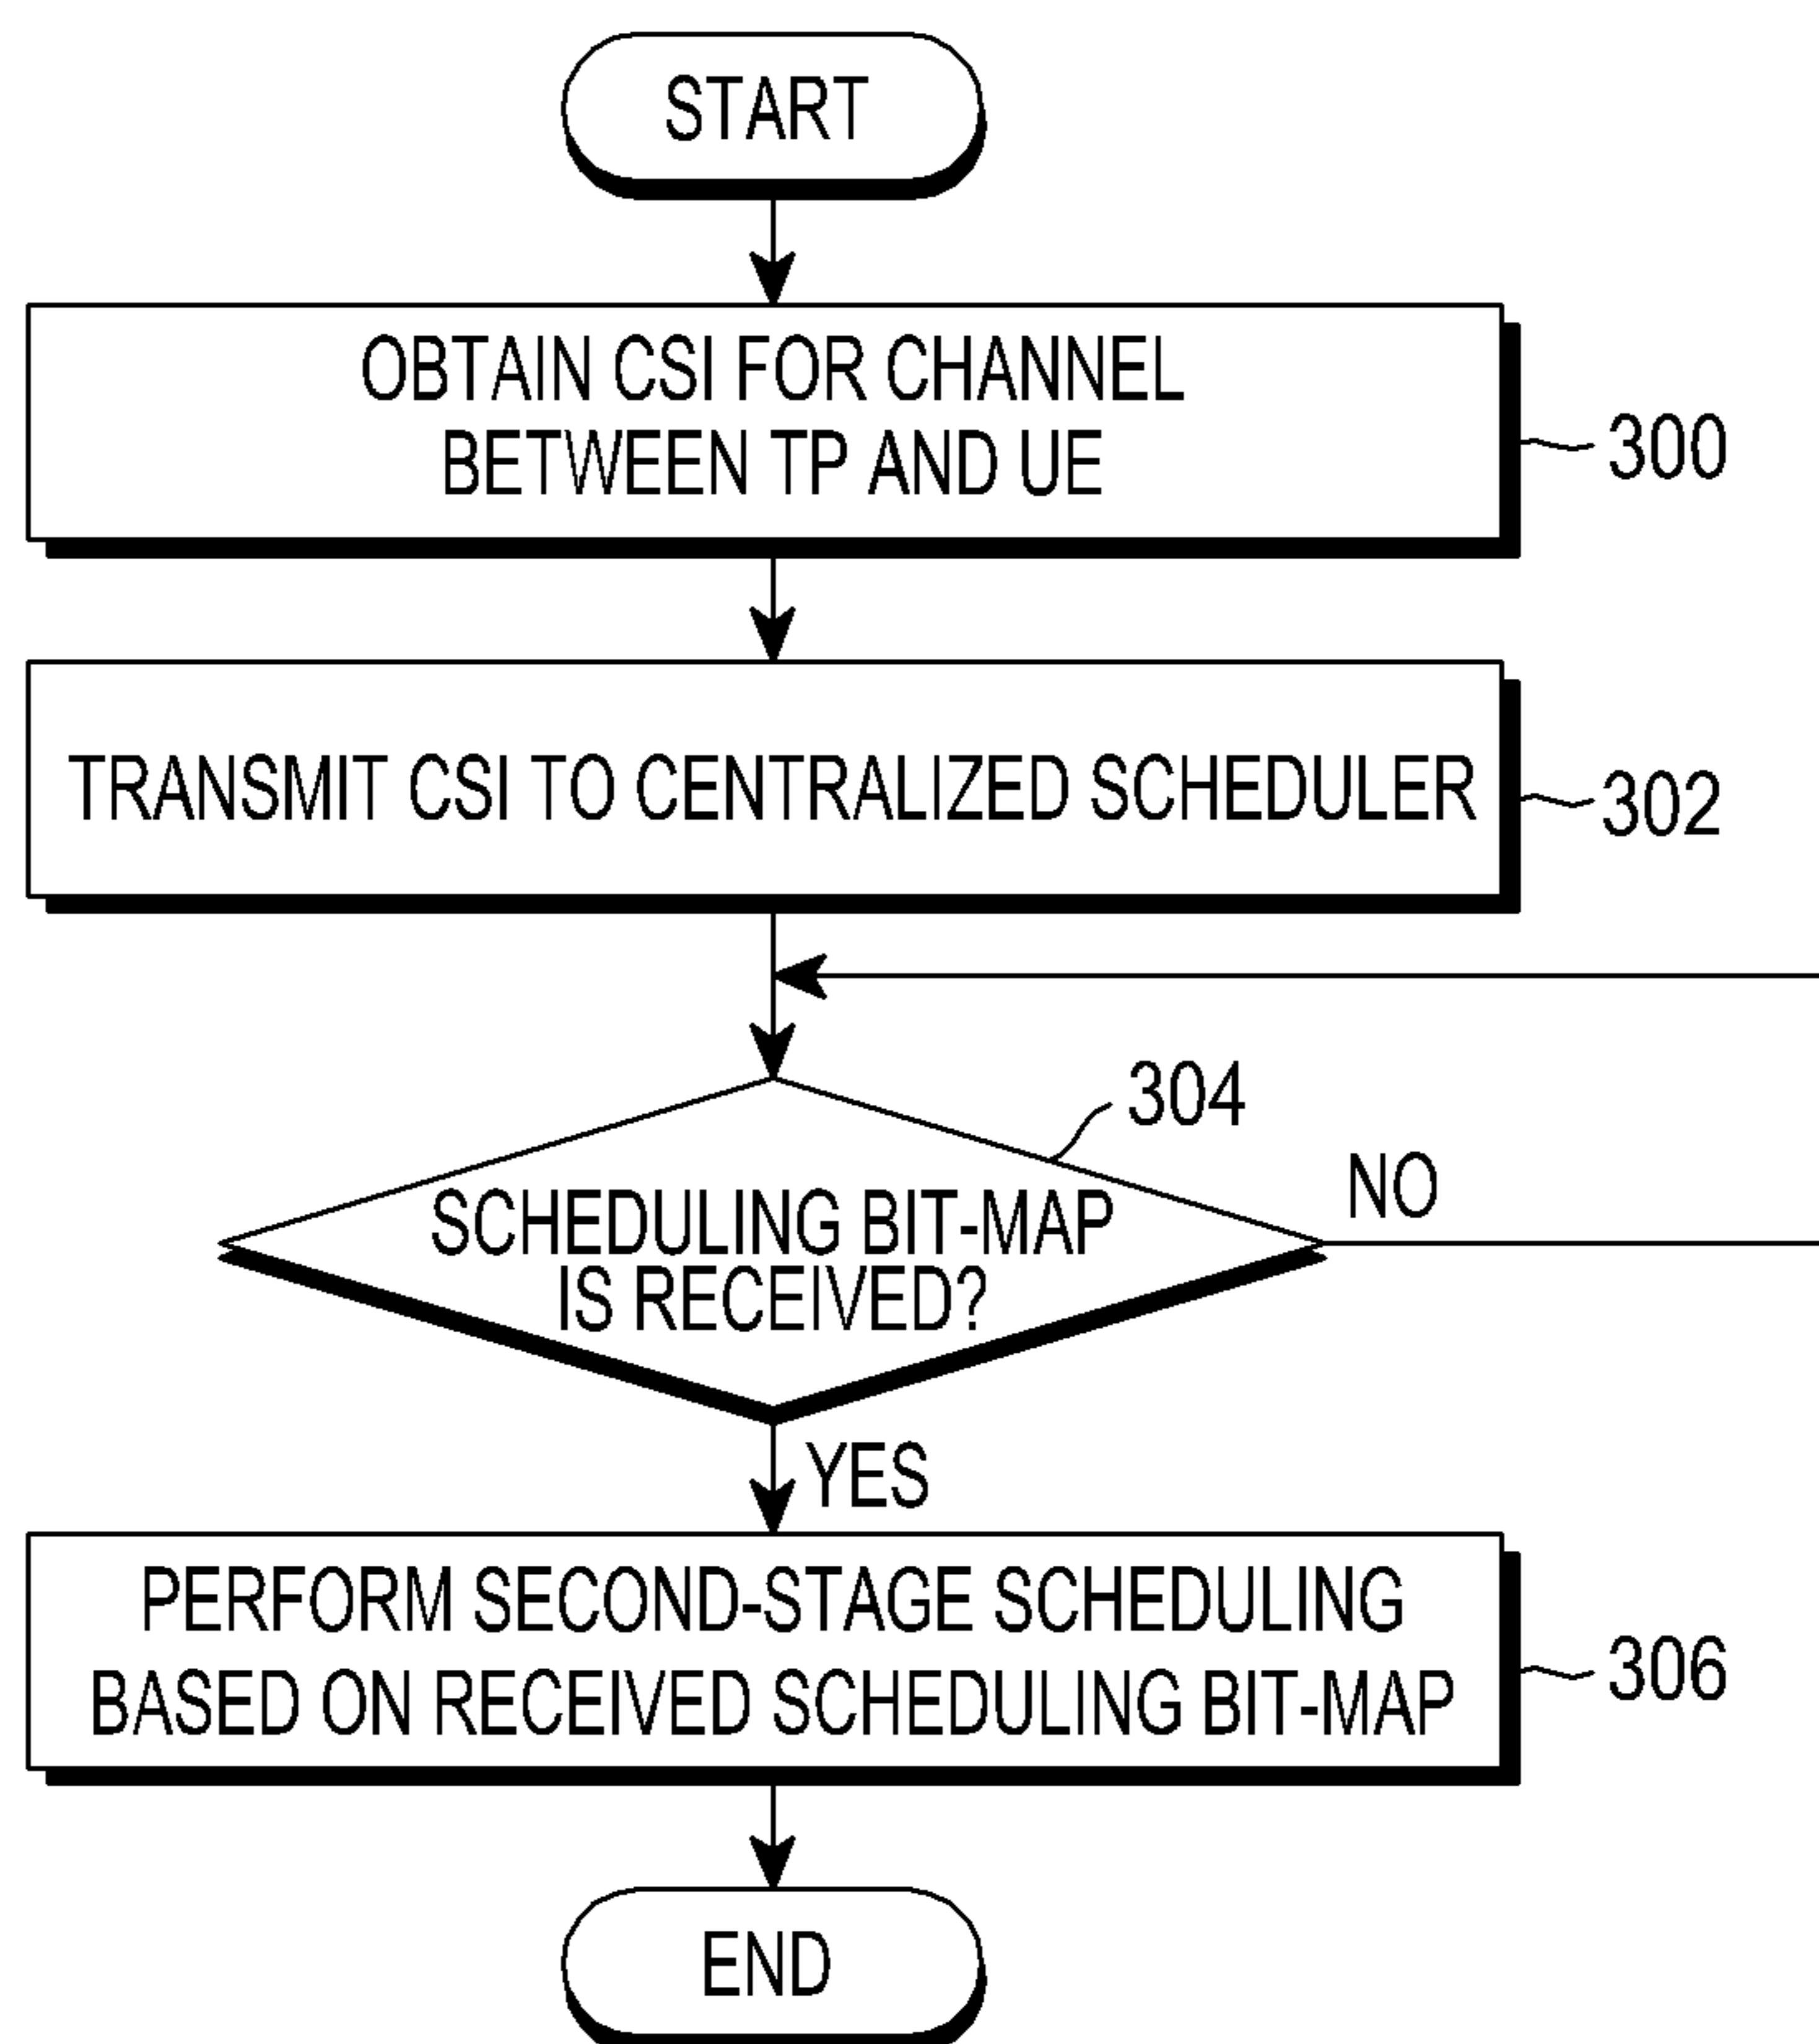 START
OBTAIN CSI FOR CHANNEL
BETWEEN TP AND UE
300
TRANSMIT CSI TO CENTRALIZED SCHEDULER
302
304
SCHEDULING BIT-MAP
IS RECEIVED?
NO
YES
PERFORM SECOND-STAGE SCHEDULING
BASED ON RECEIVED SCHEDULING BIT-MAP
306
END